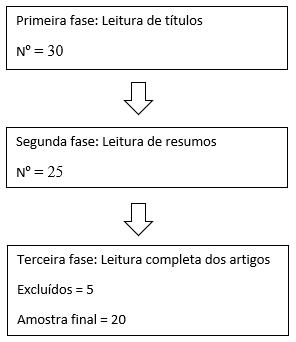 Primeira fase: Leitura de títulos
Nº = 30
Segunda fase: Leitura de resumos
Nº = 25
Terceira fase: Leitura completa dos artigos
Excluídos = 5
Amostra final = 20